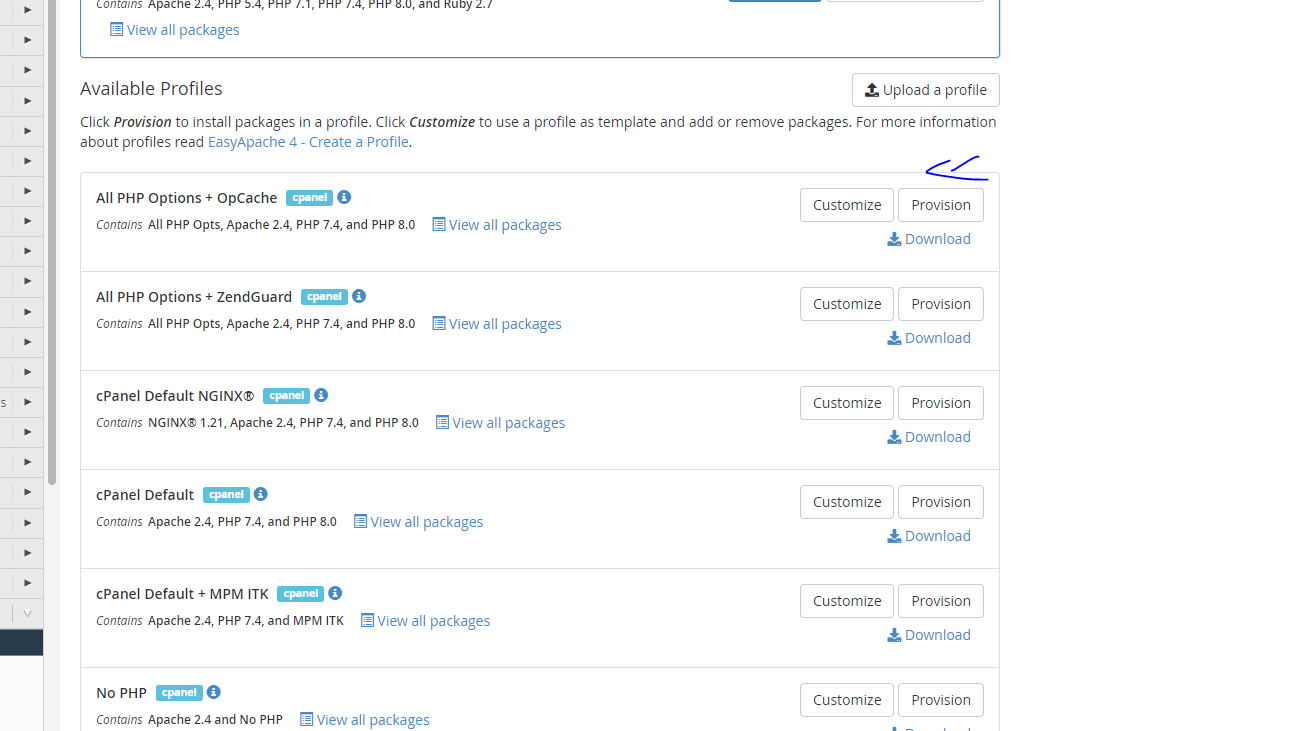 Contains Apache 2.4, PHP 5.4, PHP 7.1, PHP 7.4, PHP 8.0, and Ruby 2.7
View all packages
Available Profiles
Upload a profile
Click Provision to install packages in a profile. Click Customize to use a profile as template and add or remove packages. For more information
about profiles read EasyApache 4 - Create a Profile.
All PHP Options + OpCache cpanel
Customize Provision
Contains All PHP Opts, Apache 2.4, PHP 7.4, and PHP 8.0 View all packages
Download
All PHP Options + ZendGuard cpanel
Customize Provision
Contains All PHP Opts, Apache 2.4, PHP 7.4, and PHP 8.0 View all packages
Download
cPanel Default NGINX® cpanel
Customize Provision
Contains NGINX® 1.21, Apache 2.4, PHP 7.4, and PHP 8.0 View all packages
Download
cPanel Default cpanel
Customize Provision
Contains Apache 2.4, PHP 7.4, and PHP 8.0 View all packages
Download
cPanel Default + MPM ITK cpanel
Customize Provision
Contains Apache 2.4, PHP 7.4, and MPM ITK View all packages
Download
No PHP cpanel
Customize Provision
Contains Apache 2.4 and No PHP View all packages